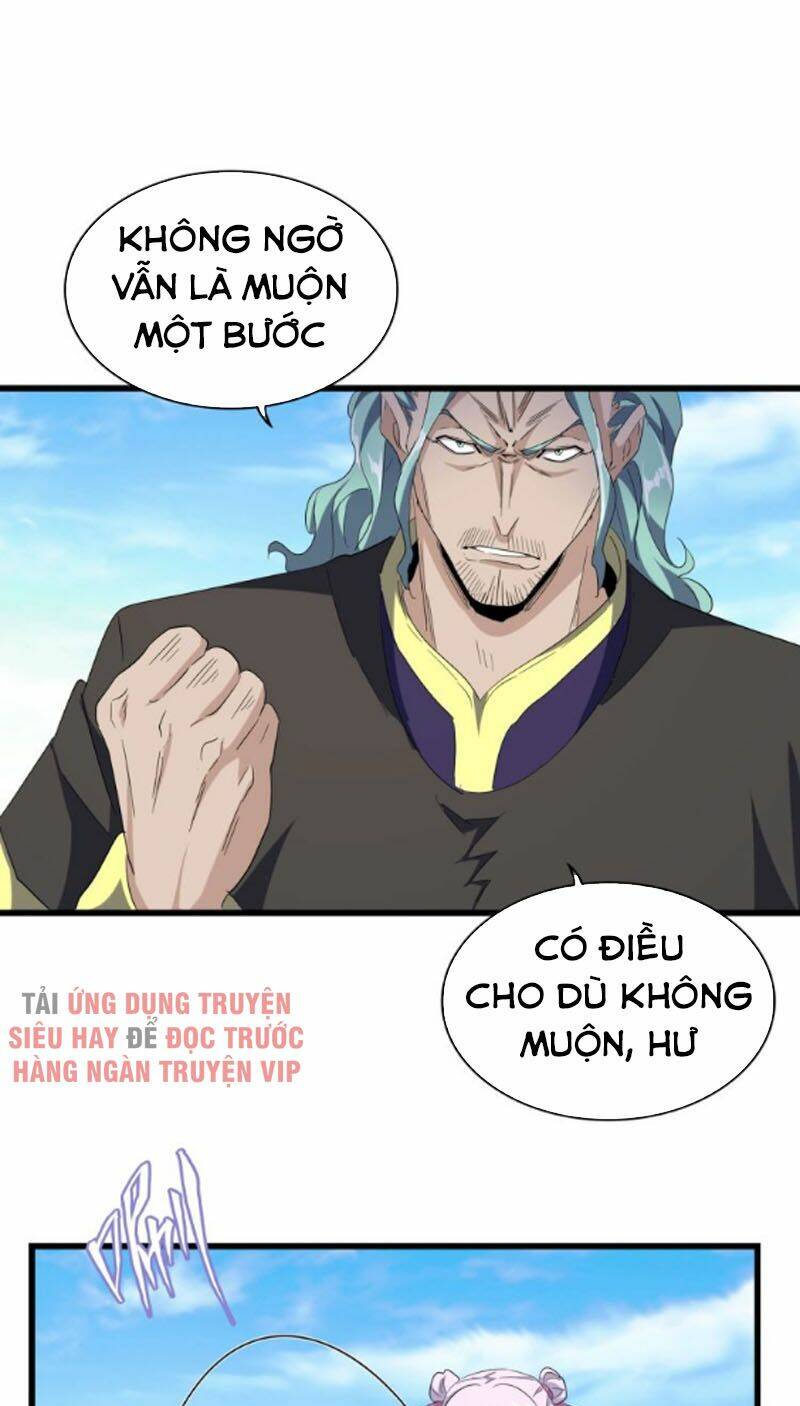 KHÔNG NGỜ
VẪN LÀ MUỘN
MỘT BƯỚC
CÓ ĐIỀU
CHO DÙ KHÔNG
MUỘN, HƯ
TẢI ỨNG DỤNG TRUYỆN
SIÊU HAY ĐỂ ĐỌC TRƯỚC
HÀNG NGÀN TRUYỆN VIP